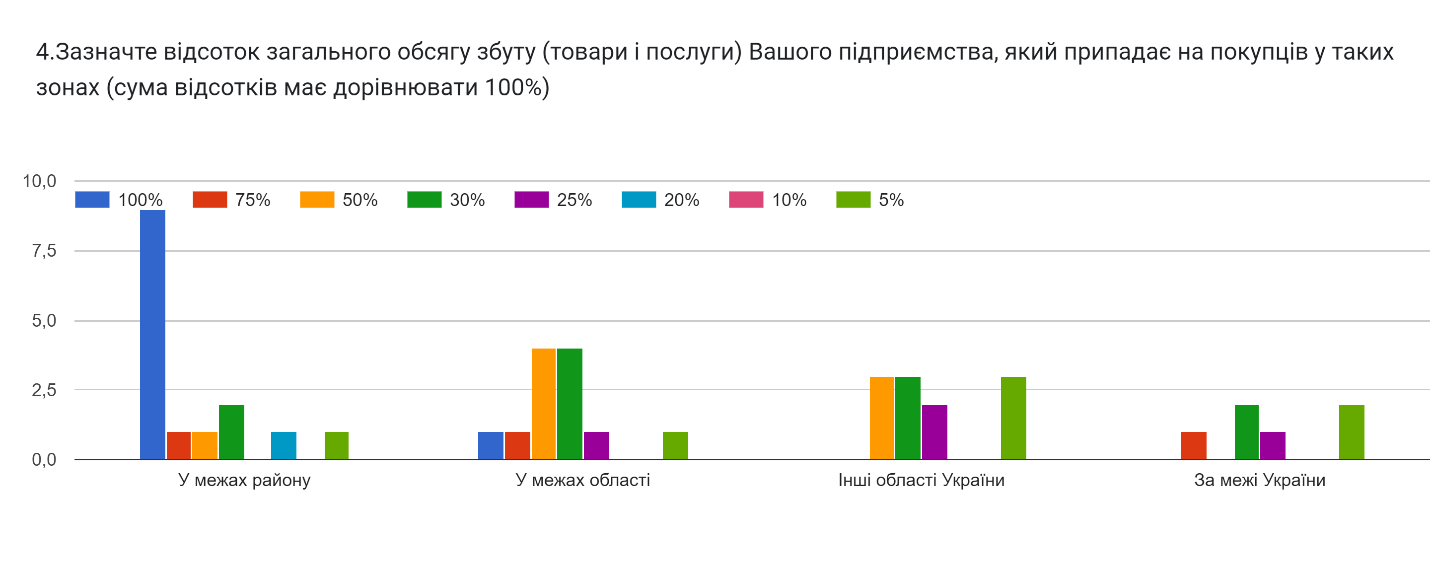 4.Зазначте відсоток загального обсягу збуту (товари і послуги) Вашого підприємства, який припадає на покупців у таких
зонах (сума відсотків має дорівнювати 100%)
10,0
100% 75% 50% 30% 25% 20% 10% 5%
7,5
5,0
2,5
0,0
У межах району У межах області Інші області України За межі України